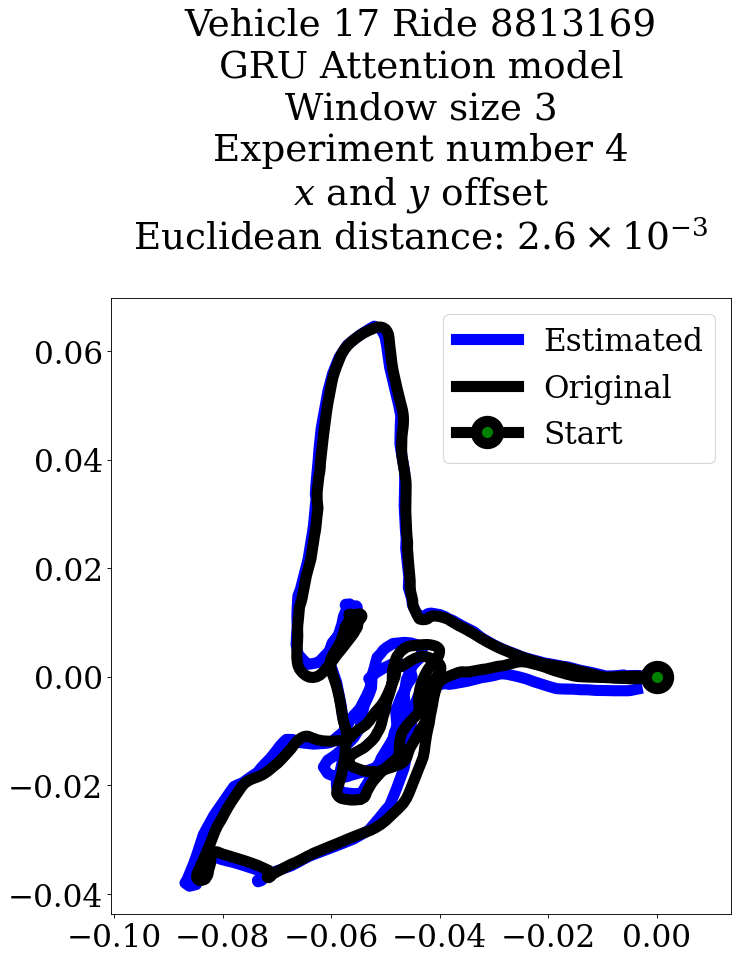 Vehicle 17 Ride 8813169
GRU Attention model
Window size 3
Experiment number 4
x and y offset
Euclidean distance: 2.6 × 10⁻³
Estimated
Original
Start
0.06
0.04
0.02
0.00
−0.02
−0.04
−0.10 −0.08 −0.06 −0.04 −0.02 0.00